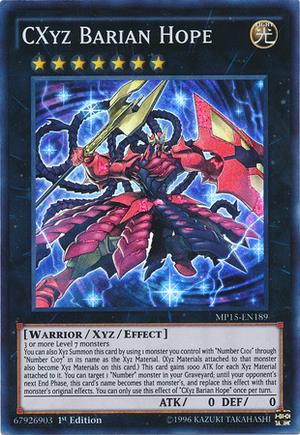 CXyz Barian Hope
LIGHT
光
MP15-EN189
[Warrior / Xyz / Effect]
3 or more Level 7 monsters
You can also Xyz Summon this card by using 1 monster you control with "Number C101" through
"Number C107" in its name as the Xyz Material. (Xyz Materials attached to that monster
also become Xyz Materials on this card.) This card gains 1000 ATK for each Xyz Material
attached to it. You can target 1 "Number" monster in your Graveyard; until your opponent's
next End Phase, this card's name becomes that monster's, and replace this effect with that
monster's original effects. You can only use this effect of "CXyz Barian Hope" once per turn.
ATK/ 0 DEF/ 0
67926903 1st Edition ©1996 KAZUKI TAKAHASHI